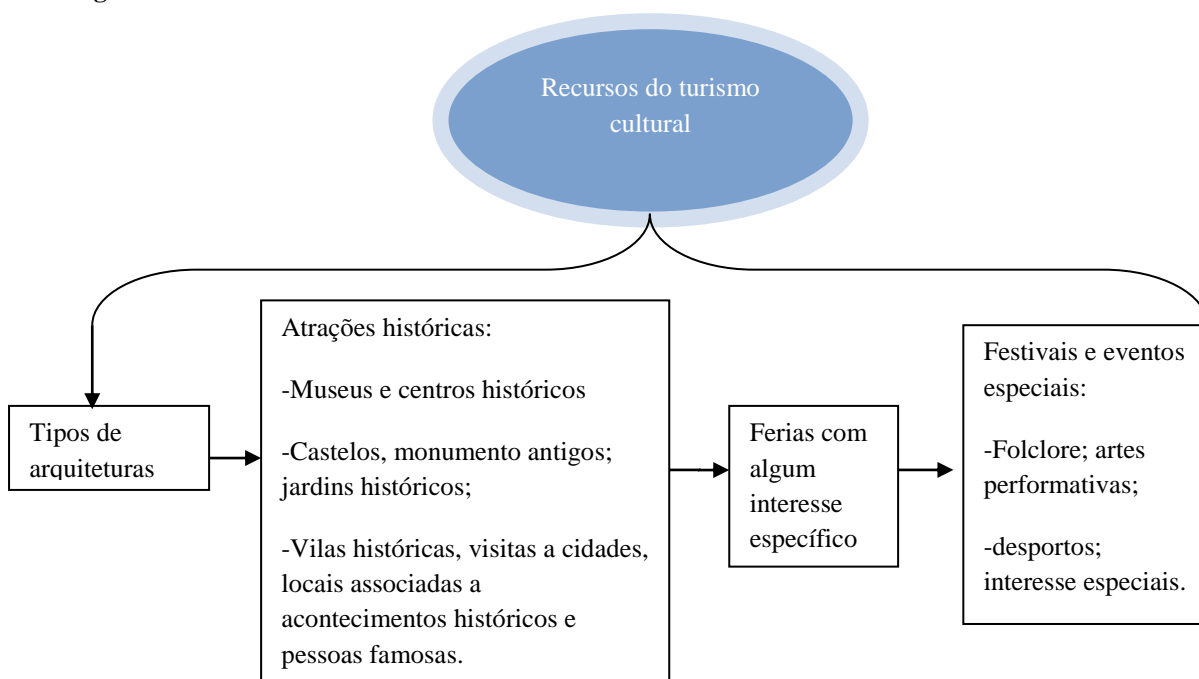 Recursos do turismo
cultural
Tipos de
arquiteturas
Atrações históricas:
-Museus e centros históricos
-Castelos, monumento antigos;
jardins históricos;
-Vilas históricas, visitas a cidades,
locais associadas a
acontecimentos históricos e
pessoas famosas.
Ferias com
algum
interesse
específico
Festivais e eventos
especiais:
-Folclore; artes
performativas;
-desportos;
interesse especiais.